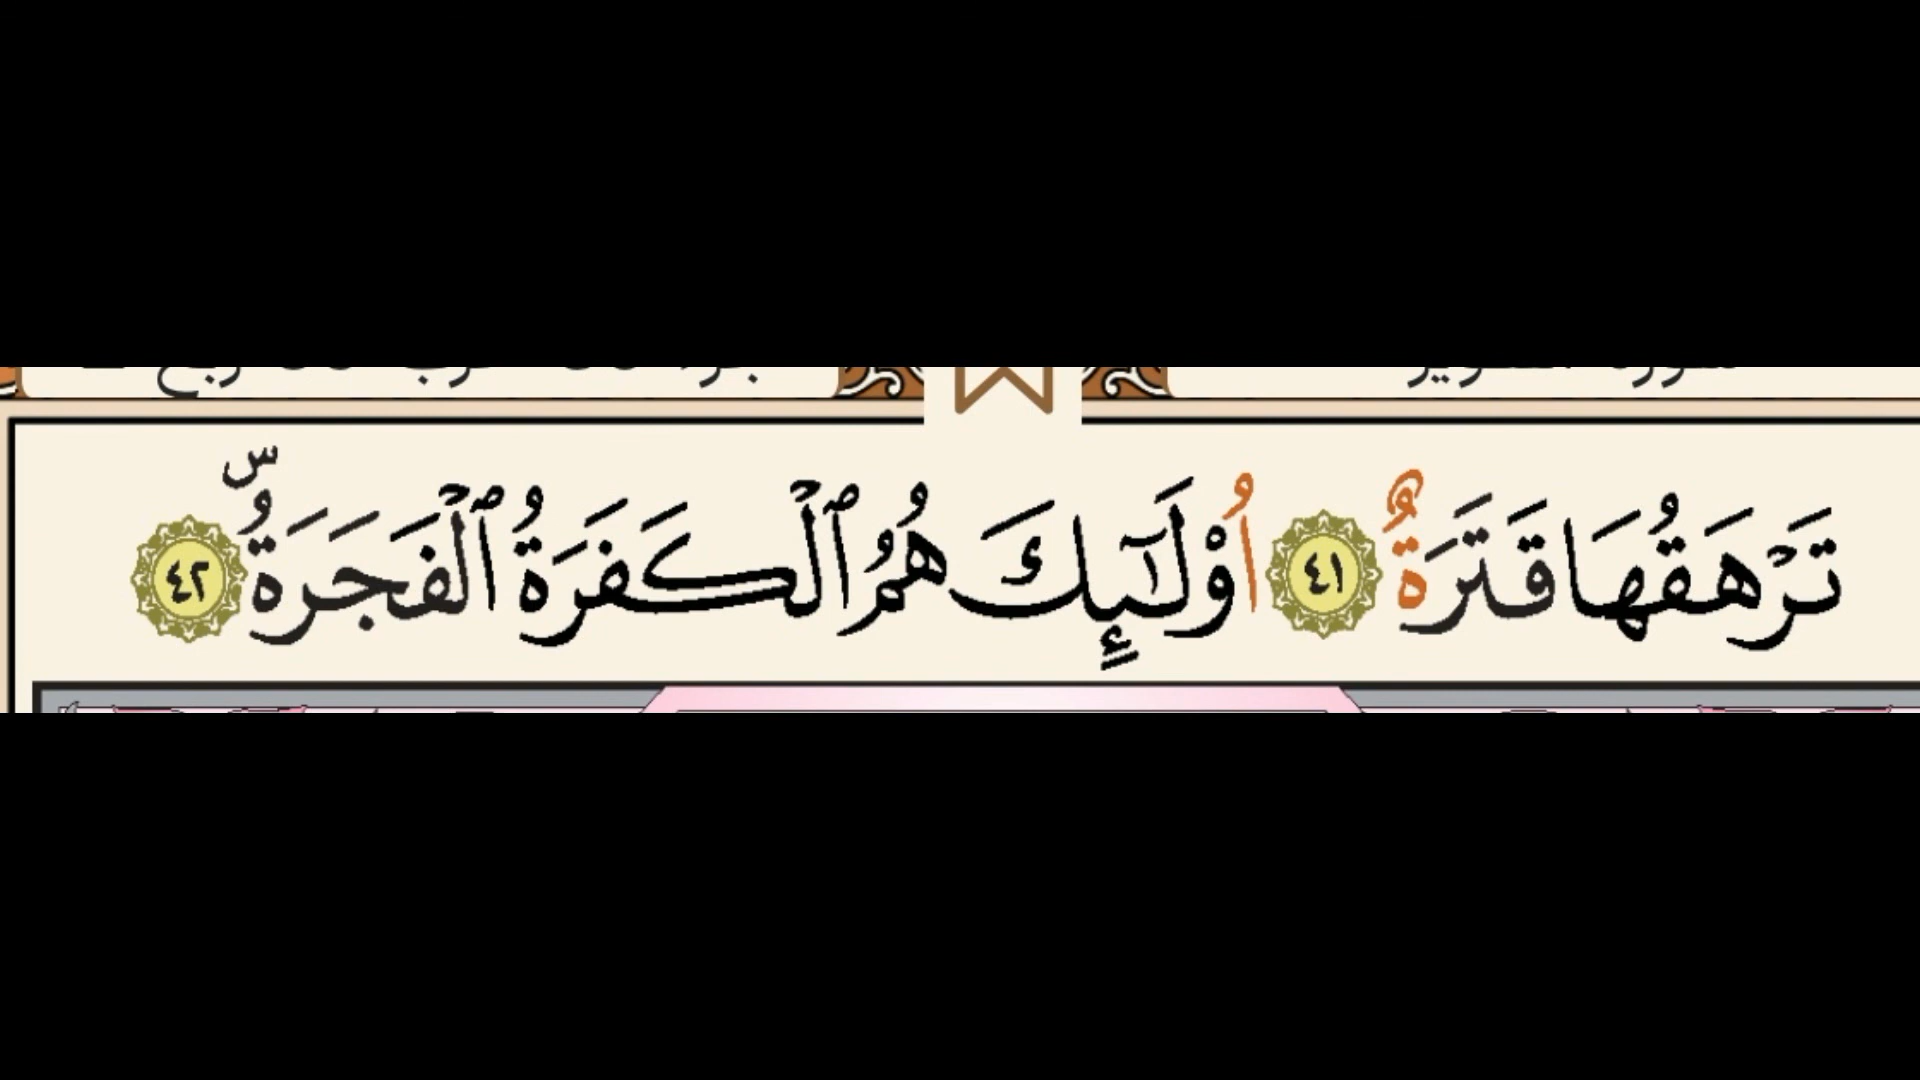 تَرْهَقُهَا قَتَرَةٌ ٤١ أُوْلَٰٓئِكَ هُمُ ٱلْكَفَرَةُ ٱلْفَجَرَةُ ۜ ٤٢